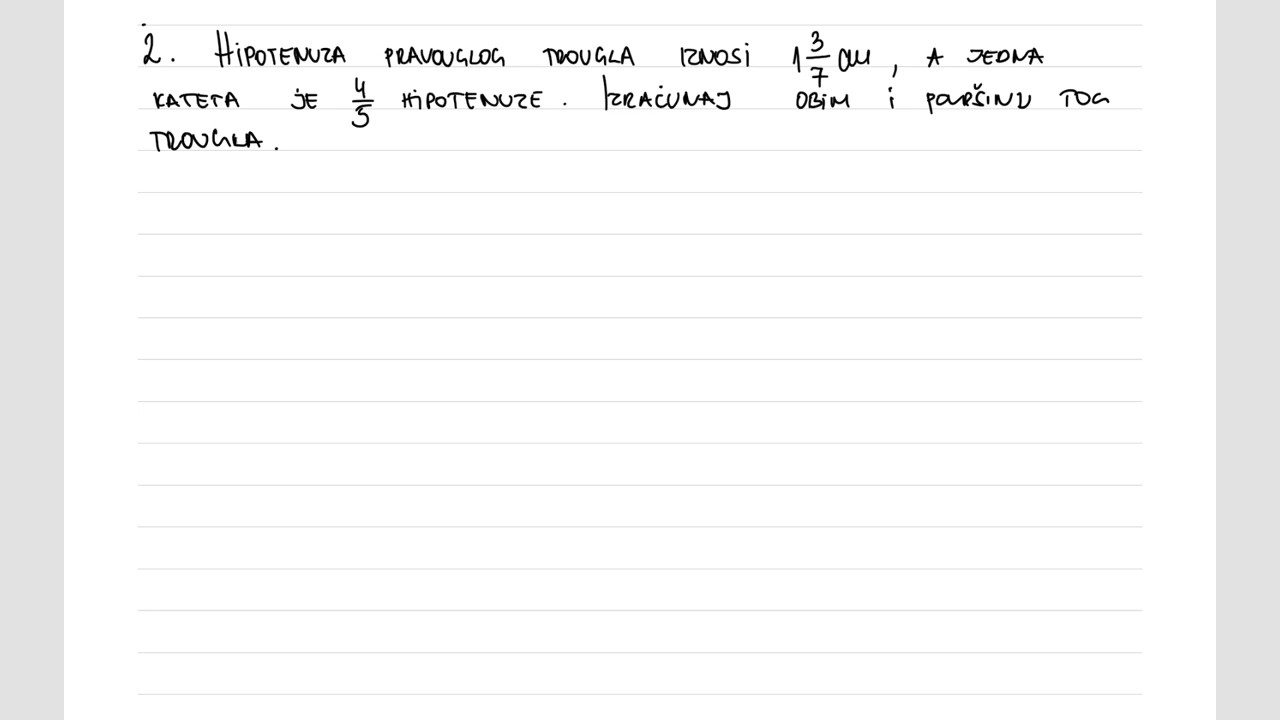 2. HIPOTENUZA PRAVOUGLOG TROUGLA IZNOSI 1 3/7 cm, A JEDNA
KATETA JE 4/5 HIPOTENUZE. IZRAČUNAJ OBIM I POVRŠINU TOG
TROUGLA.